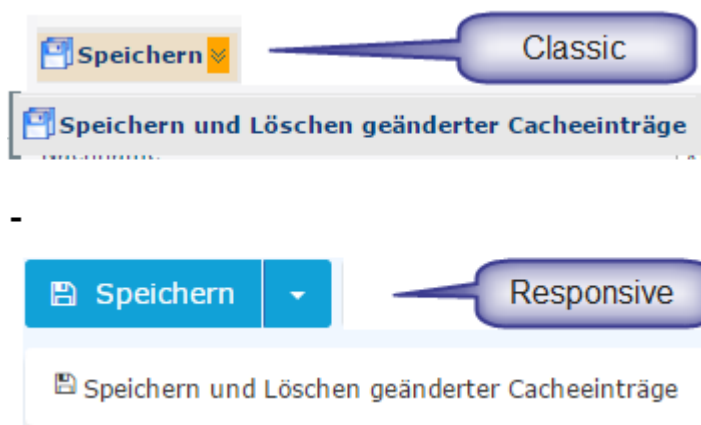 Speichern
Classic
Speichern und Löschen geänderter Cacheeinträge
-
Speichern
Responsive
Speichern und Löschen geänderter Cacheeinträge